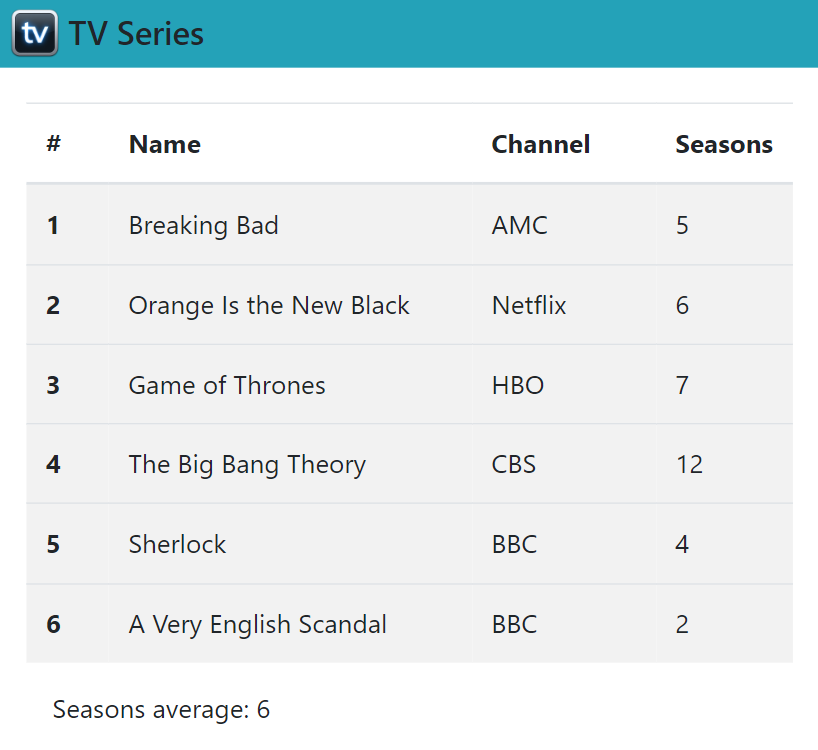 tv TV Series
# Name Channel Seasons
1 Breaking Bad AMC 5
2 Orange Is the New Black Netflix 6
3 Game of Thrones HBO 7
4 The Big Bang Theory CBS 12
5 Sherlock BBC 4
6 A Very English Scandal BBC 2
Seasons average: 6